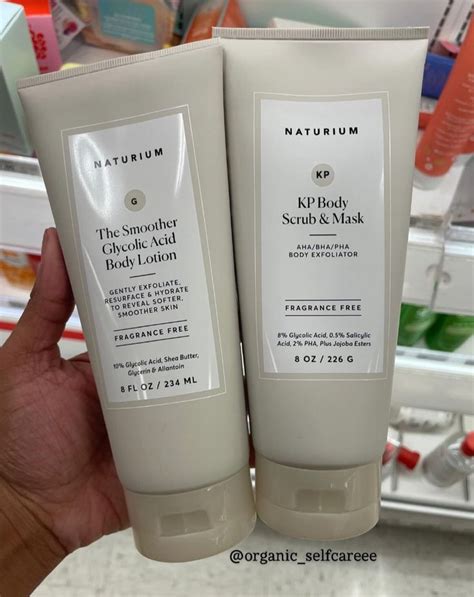 NATURIUM
G
The Smoother
Glycolic Acid
Body Lotion
GENTLY EXFOLIATE,
RESURFACE & HYDRATE
TO REVEAL SOFTER,
SMOOTHER SKIN
FRAGRANCE FREE
10% Glycolic Acid, Shea Butter,
Glycerin & Allantoin
8 FL OZ / 234 ML
NATURIUM
KP
KP Body
Scrub & Mask
AHA/BHA/PHA
BODY EXFOLIATOR
FRAGRANCE FREE
8% Glycolic Acid, 0.5% Salicylic
Acid, 2% PHA, Plus Jojoba Esters
8 OZ / 226 G
@organic_selfcareee